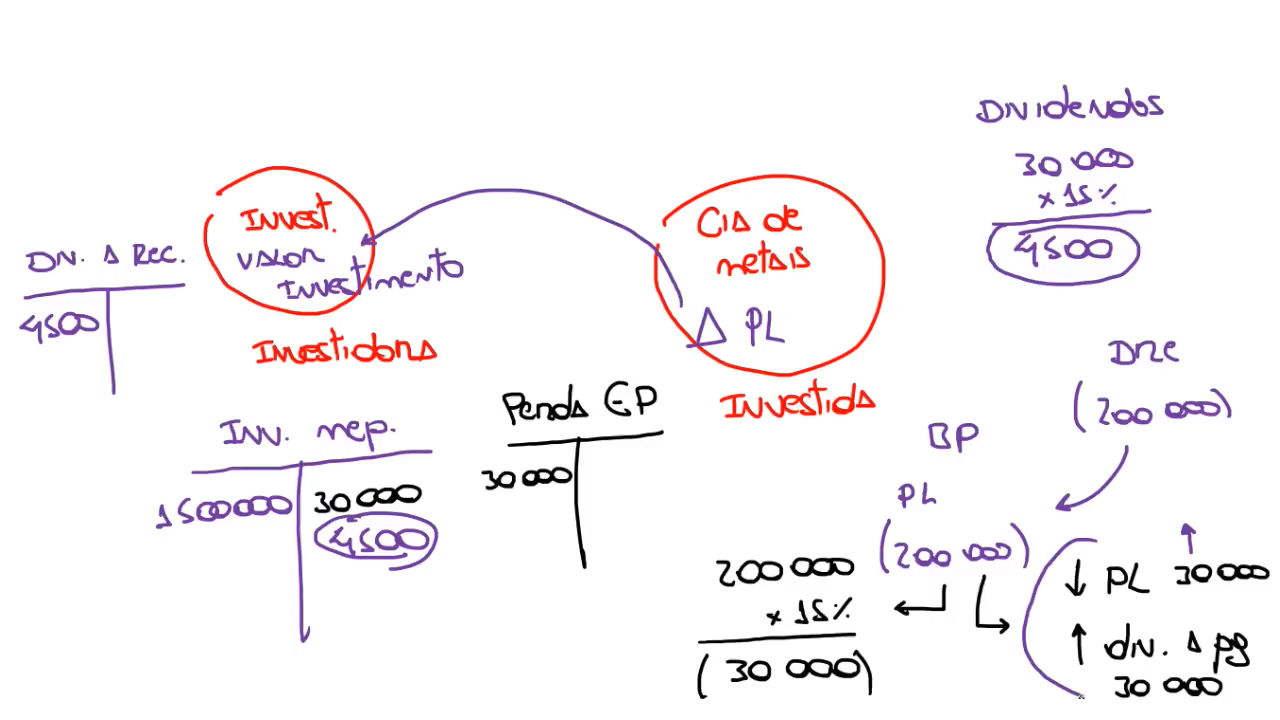 Dividendos
30 000
x 15%
4500
Invest.
valor
investimento
Investidora
Cia de
metais
Δ PL
Investida
Div. a Rec.
4500
Inv. MEP.
1500000 30 000
4500
Perda EP
30 000
DRE
(200 000)
BP
PL
(200 000)
200 000
x 15%
(30 000)
↓ PL ↑ 30 000
↑ div. a pg
30 000